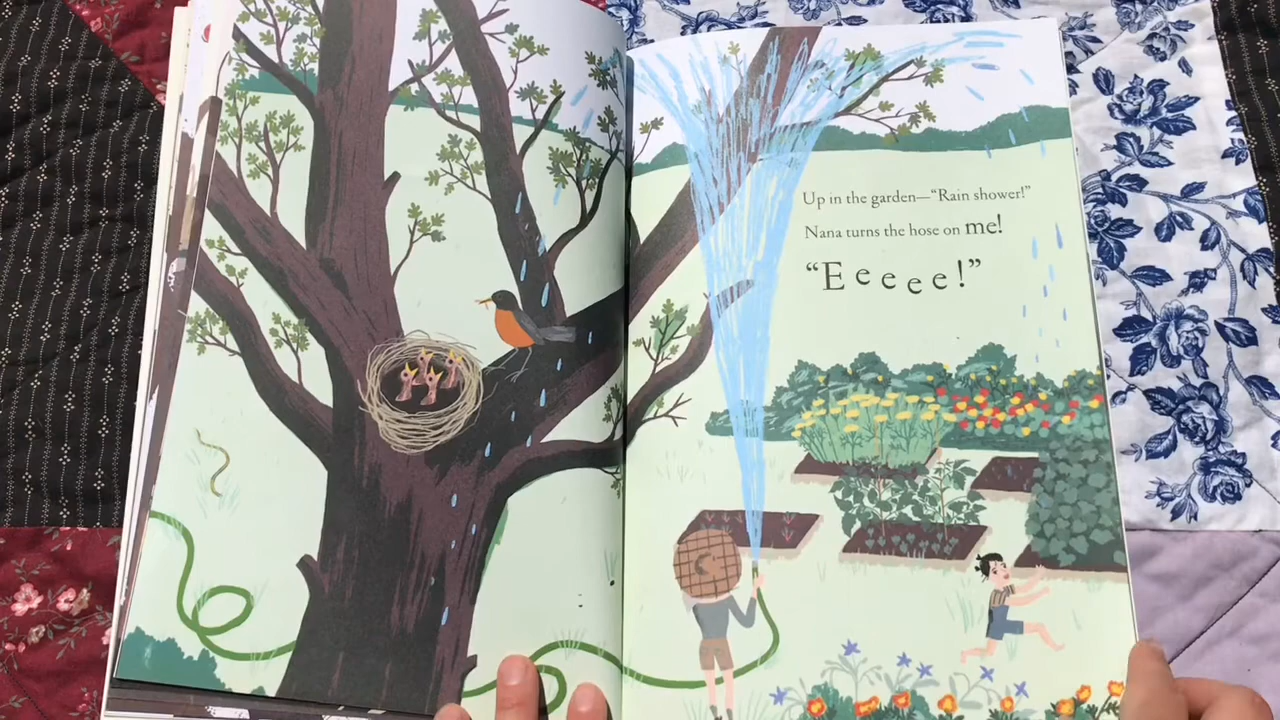 Up in the garden—“Rain shower!”
Nana turns the hose on me!
“Eeeee!”